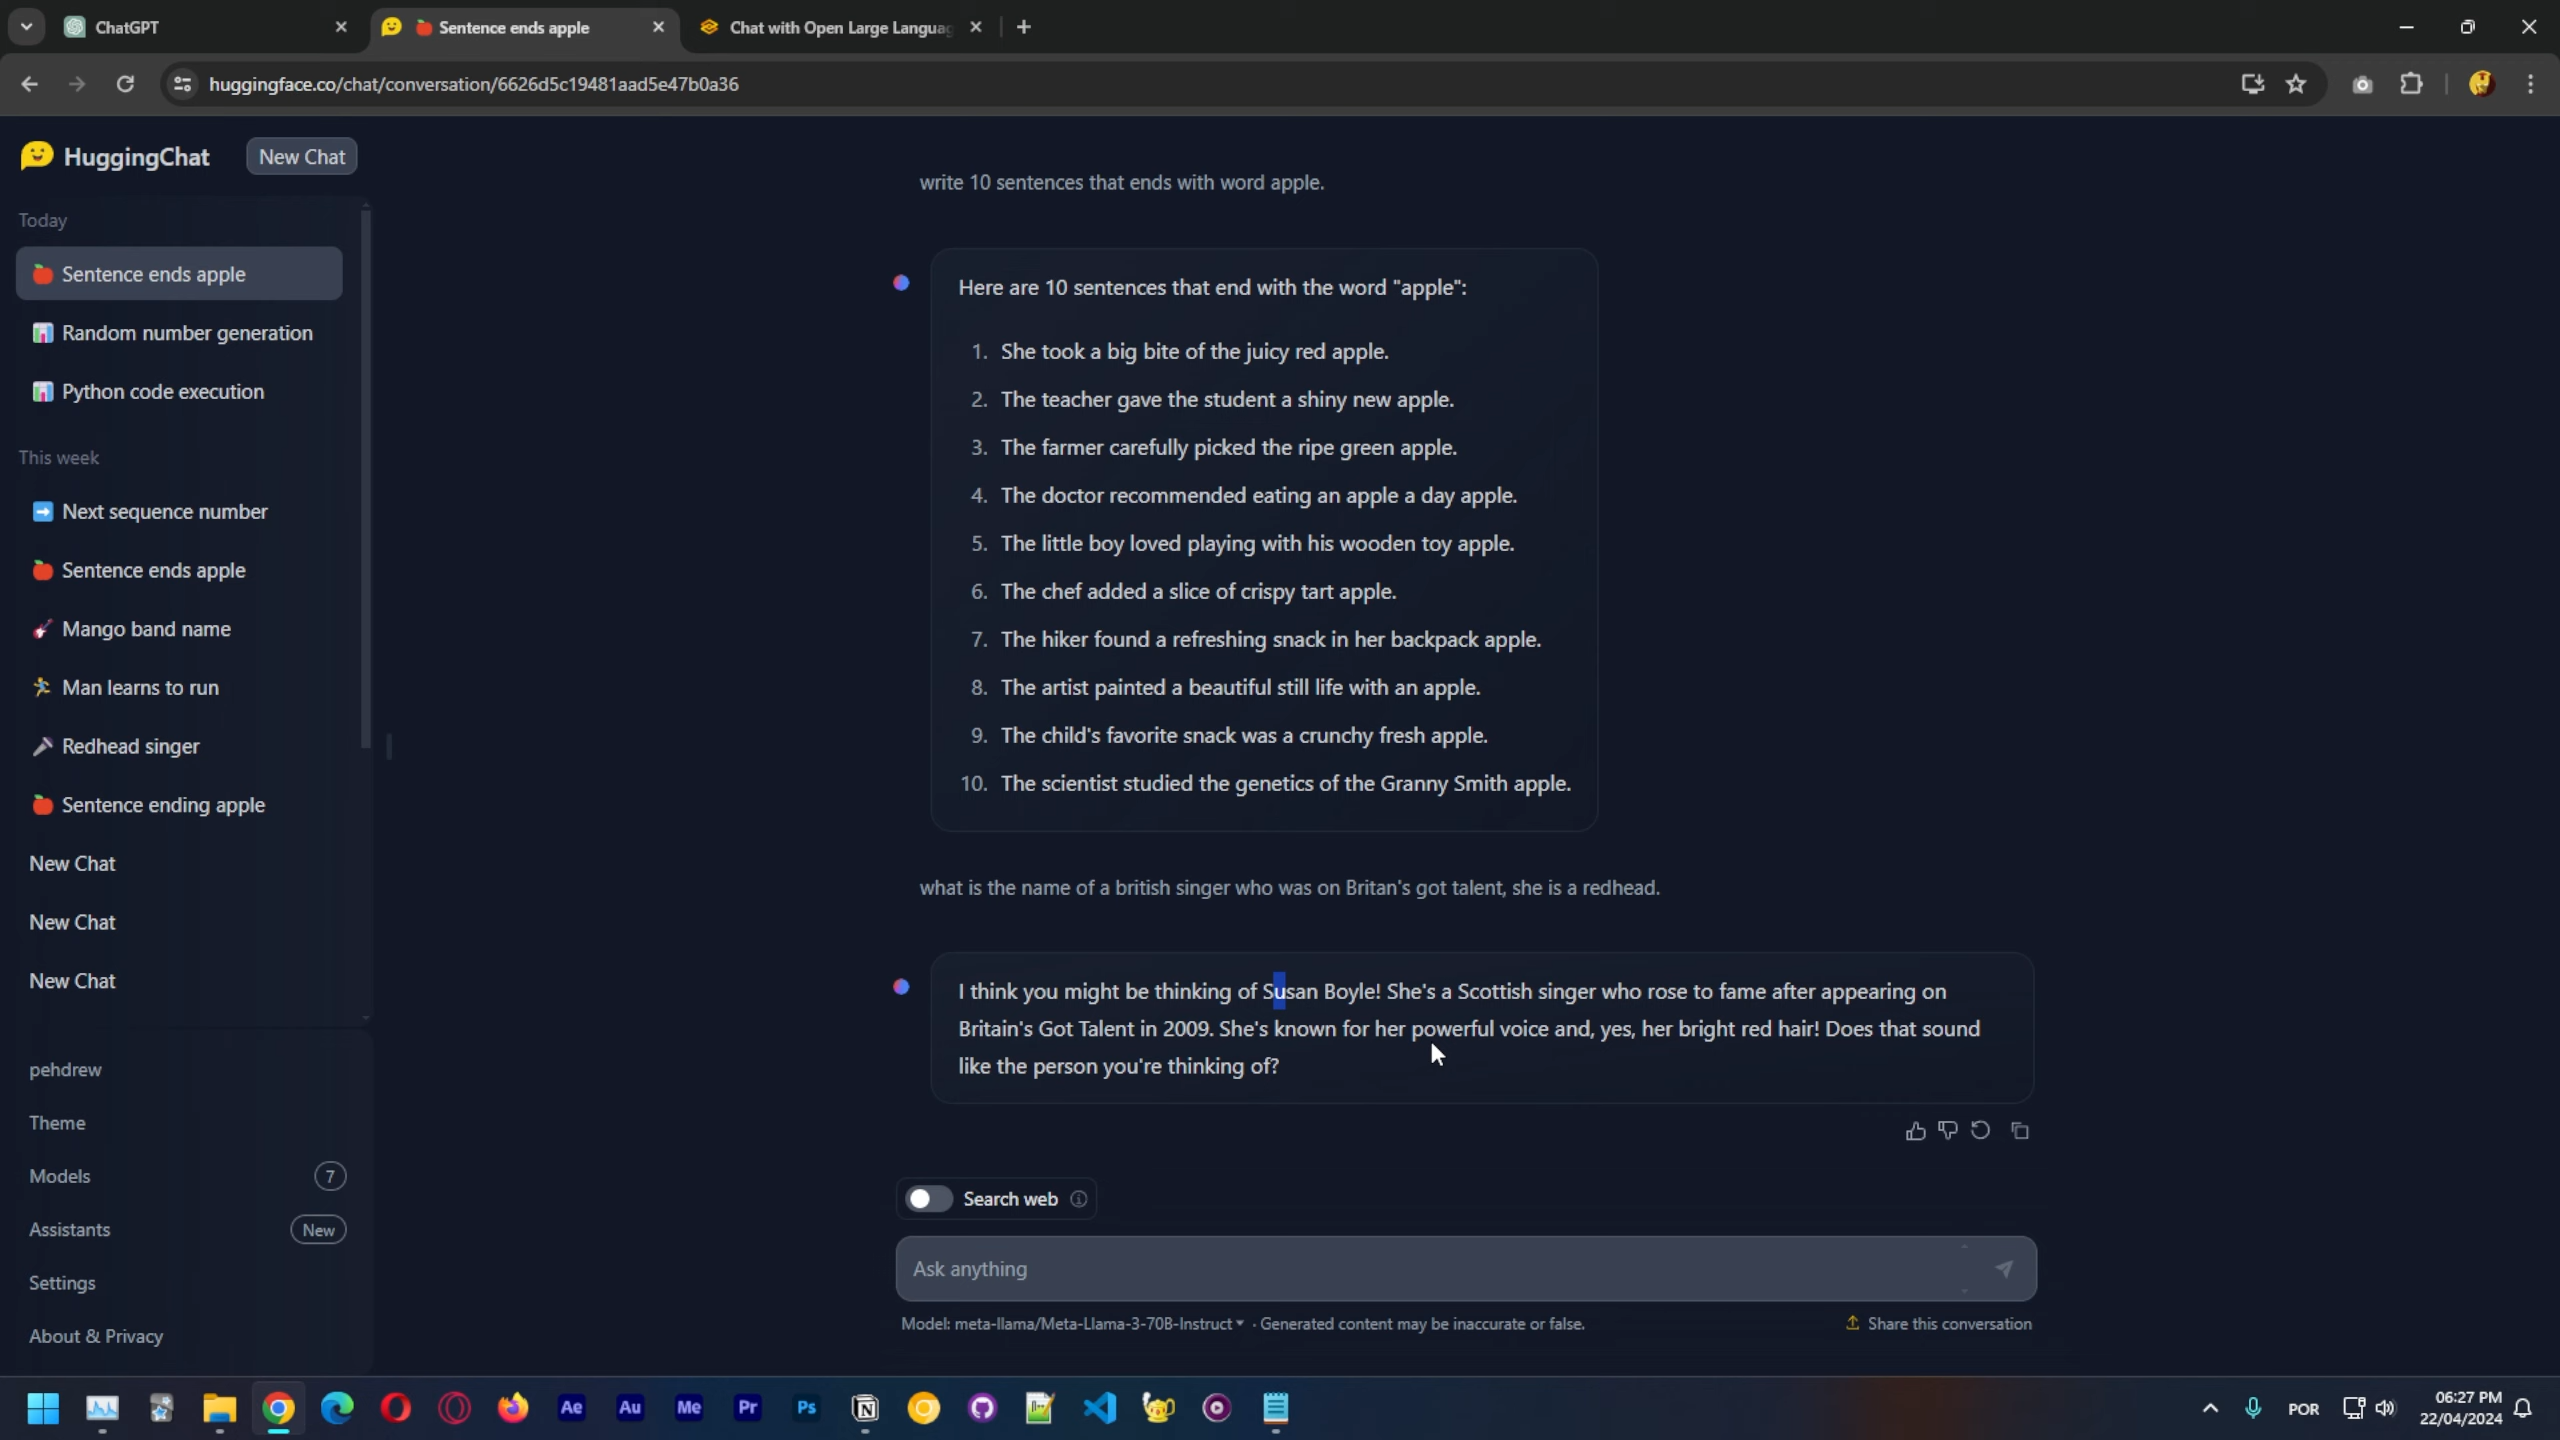 ChatGPT
Sentence ends apple
Chat with Open Large Languag
huggingface.co/chat/conversation/6626d5c19481aad5e47b0a36
HuggingChat
New Chat
Today
Sentence ends apple
Random number generation
Python code execution
This week
Next sequence number
Sentence ends apple
Mango band name
Man learns to run
Redhead singer
Sentence ending apple
New Chat
New Chat
New Chat
pehdrew
Theme
Models 7
Assistants New
Settings
About & Privacy
write 10 sentences that ends with word apple.
Here are 10 sentences that end with the word "apple":
1. She took a big bite of the juicy red apple.
2. The teacher gave the student a shiny new apple.
3. The farmer carefully picked the ripe green apple.
4. The doctor recommended eating an apple a day apple.
5. The little boy loved playing with his wooden toy apple.
6. The chef added a slice of crispy tart apple.
7. The hiker found a refreshing snack in her backpack apple.
8. The artist painted a beautiful still life with an apple.
9. The child's favorite snack was a crunchy fresh apple.
10. The scientist studied the genetics of the Granny Smith apple.
what is the name of a british singer who was on Britan's got talent, she is a redhead.
I think you might be thinking of Susan Boyle! She's a Scottish singer who rose to fame after appearing on
Britain's Got Talent in 2009. She's known for her powerful voice and, yes, her bright red hair! Does that sound
like the person you're thinking of?
Search web
Ask anything
Model: meta-llama/Meta-Llama-3-70B-Instruct · Generated content may be inaccurate or false.
Share this conversation
Ae
Au
Me
Pr
Ps
POR
06:27 PM
22/04/2024